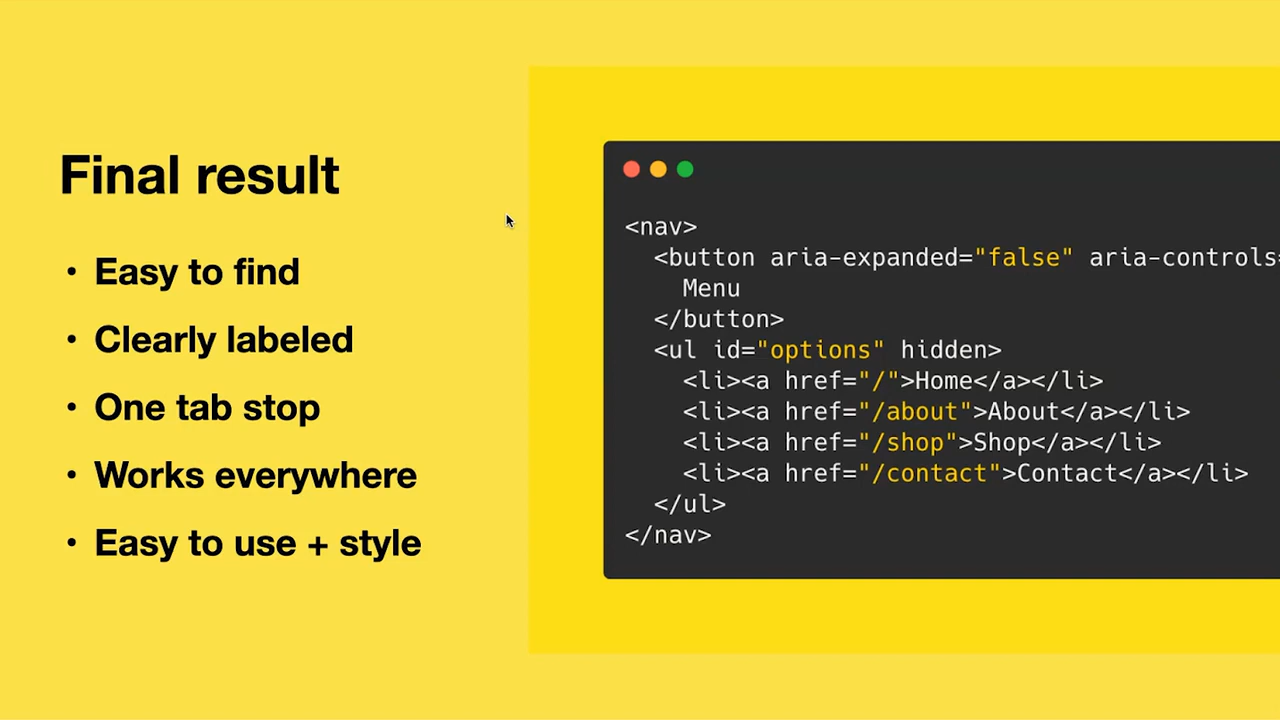 Final result
• Easy to find
• Clearly labeled
• One tab stop
• Works everywhere
• Easy to use + style
<nav>
<button aria-expanded="false" aria-controls=
Menu
</button>
<ul id="options" hidden>
<li><a href="/">Home</a></li>
<li><a href="/about">About</a></li>
<li><a href="/shop">Shop</a></li>
<li><a href="/contact">Contact</a></li>
</ul>
</nav>